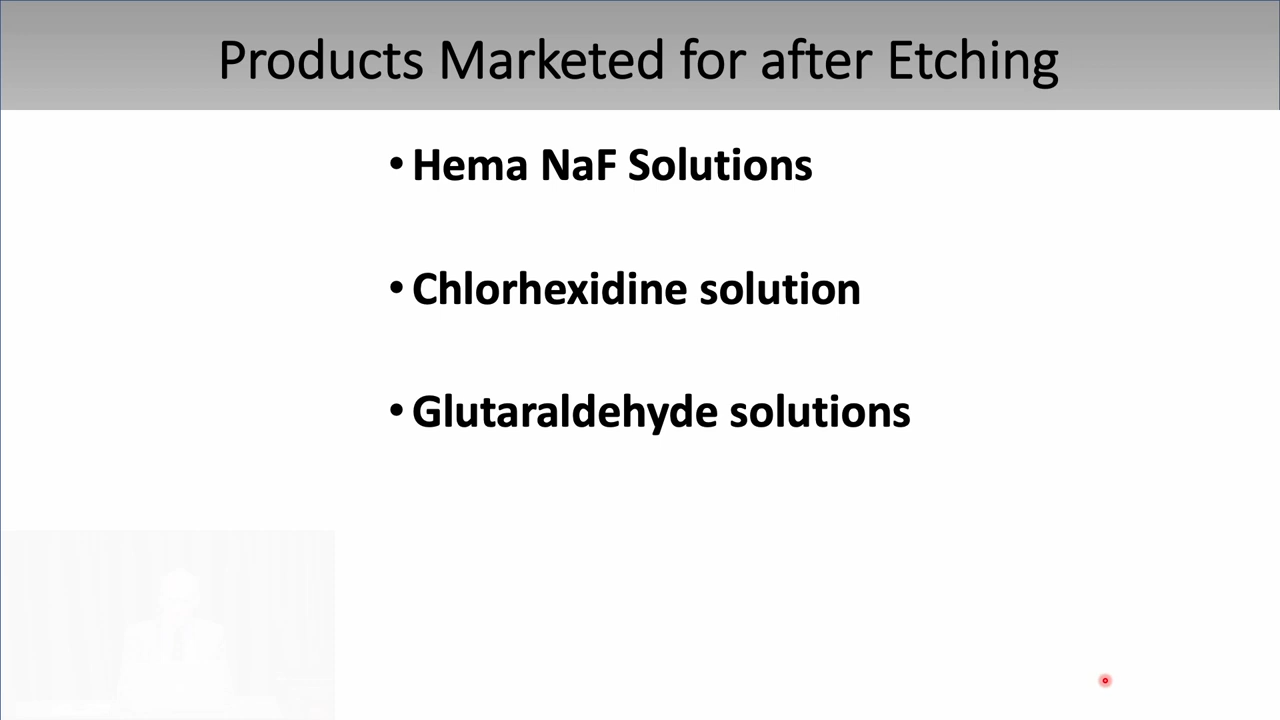 Products Marketed for after Etching
• Hema NaF Solutions
• Chlorhexidine solution
• Glutaraldehyde solutions